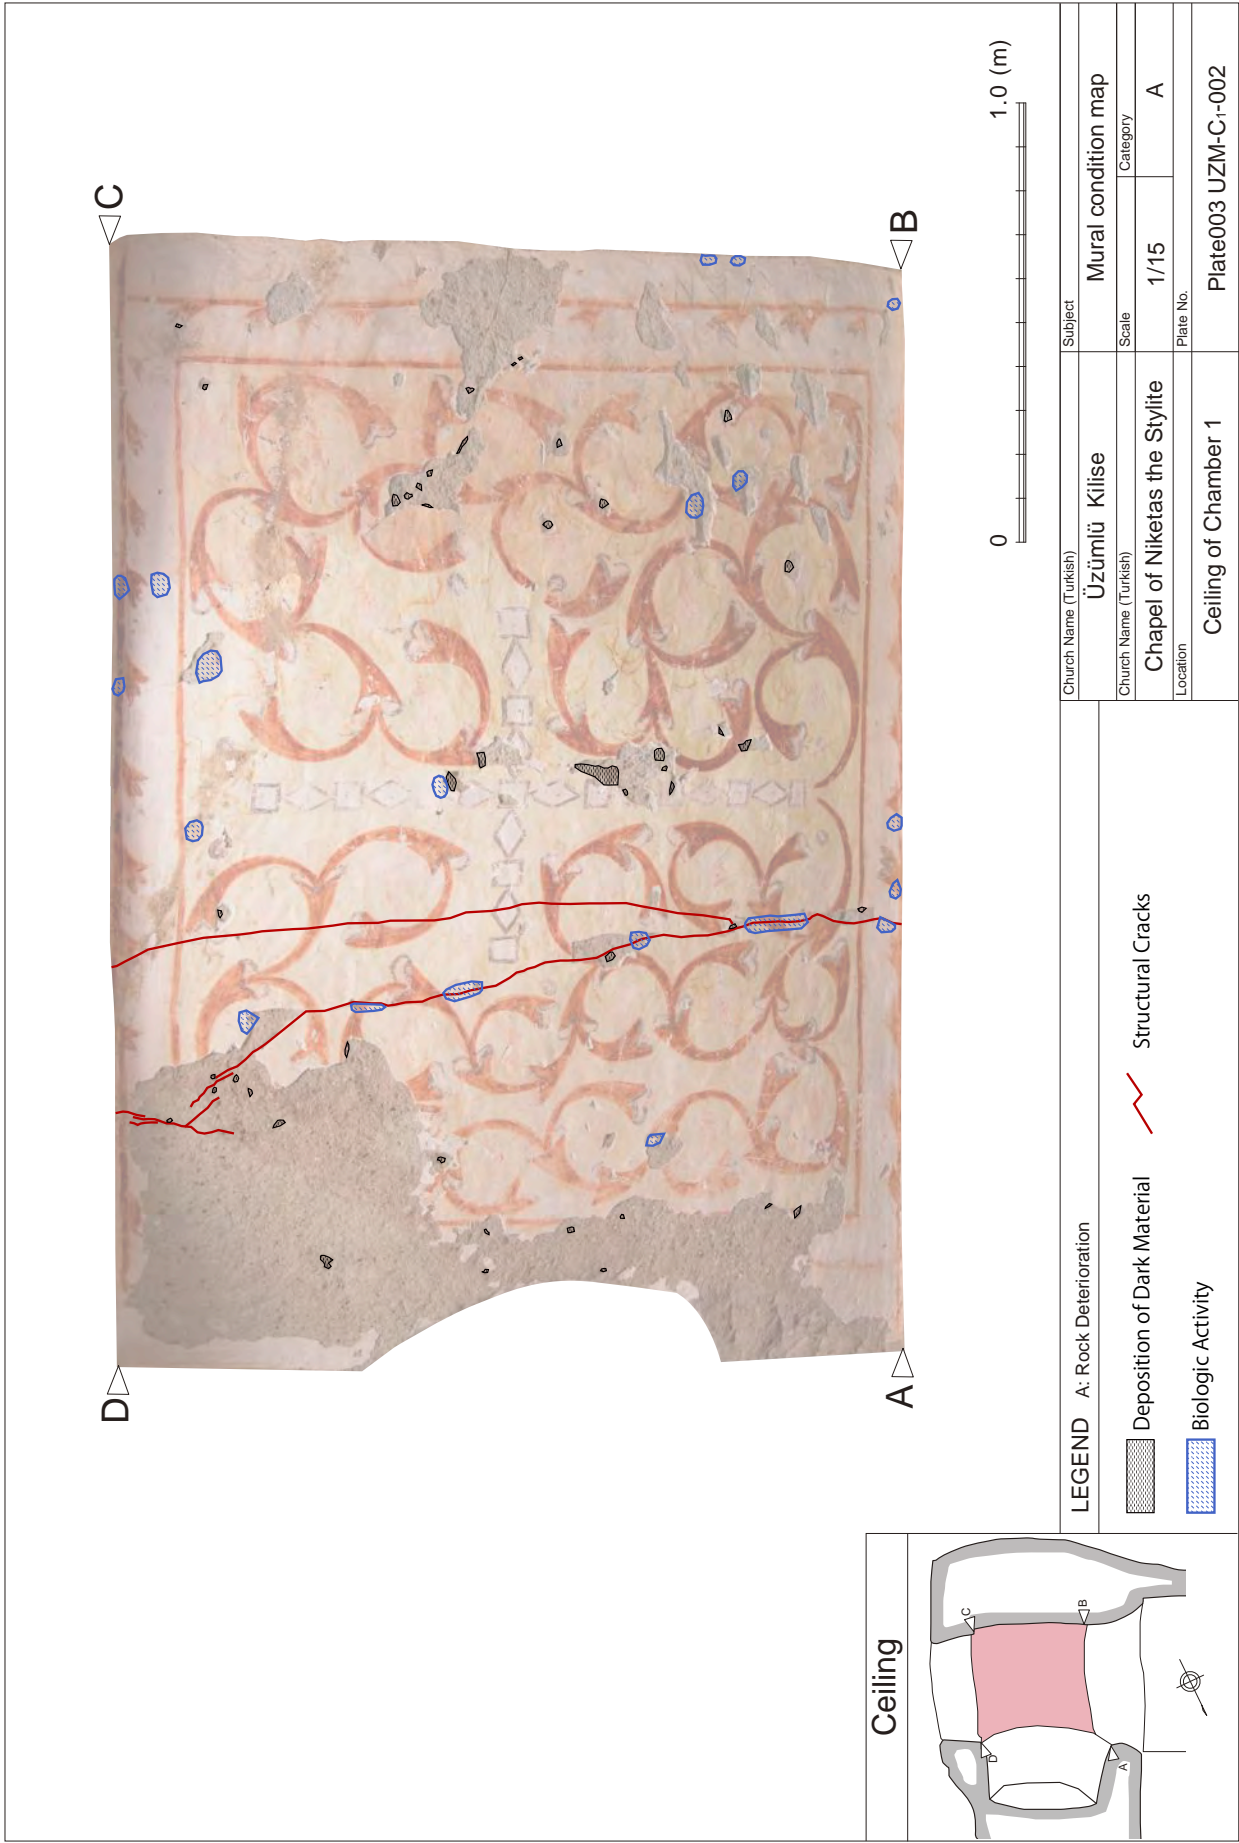 D
C
A
B
0
1.0 (m)
Ceiling
D
C
A
B
LEGEND A: Rock Deterioration
Deposition of Dark Material
Structural Cracks
Biologic Activity
Church Name (Turkish)
Üzümlü Kilise
Church Name (Turkish)
Chapel of Niketas the Stylite
Location
Ceiling of Chamber 1
Subject
Mural condition map
Scale
1/15
Category
A
Plate No.
Plate003 UZM-C₁-002